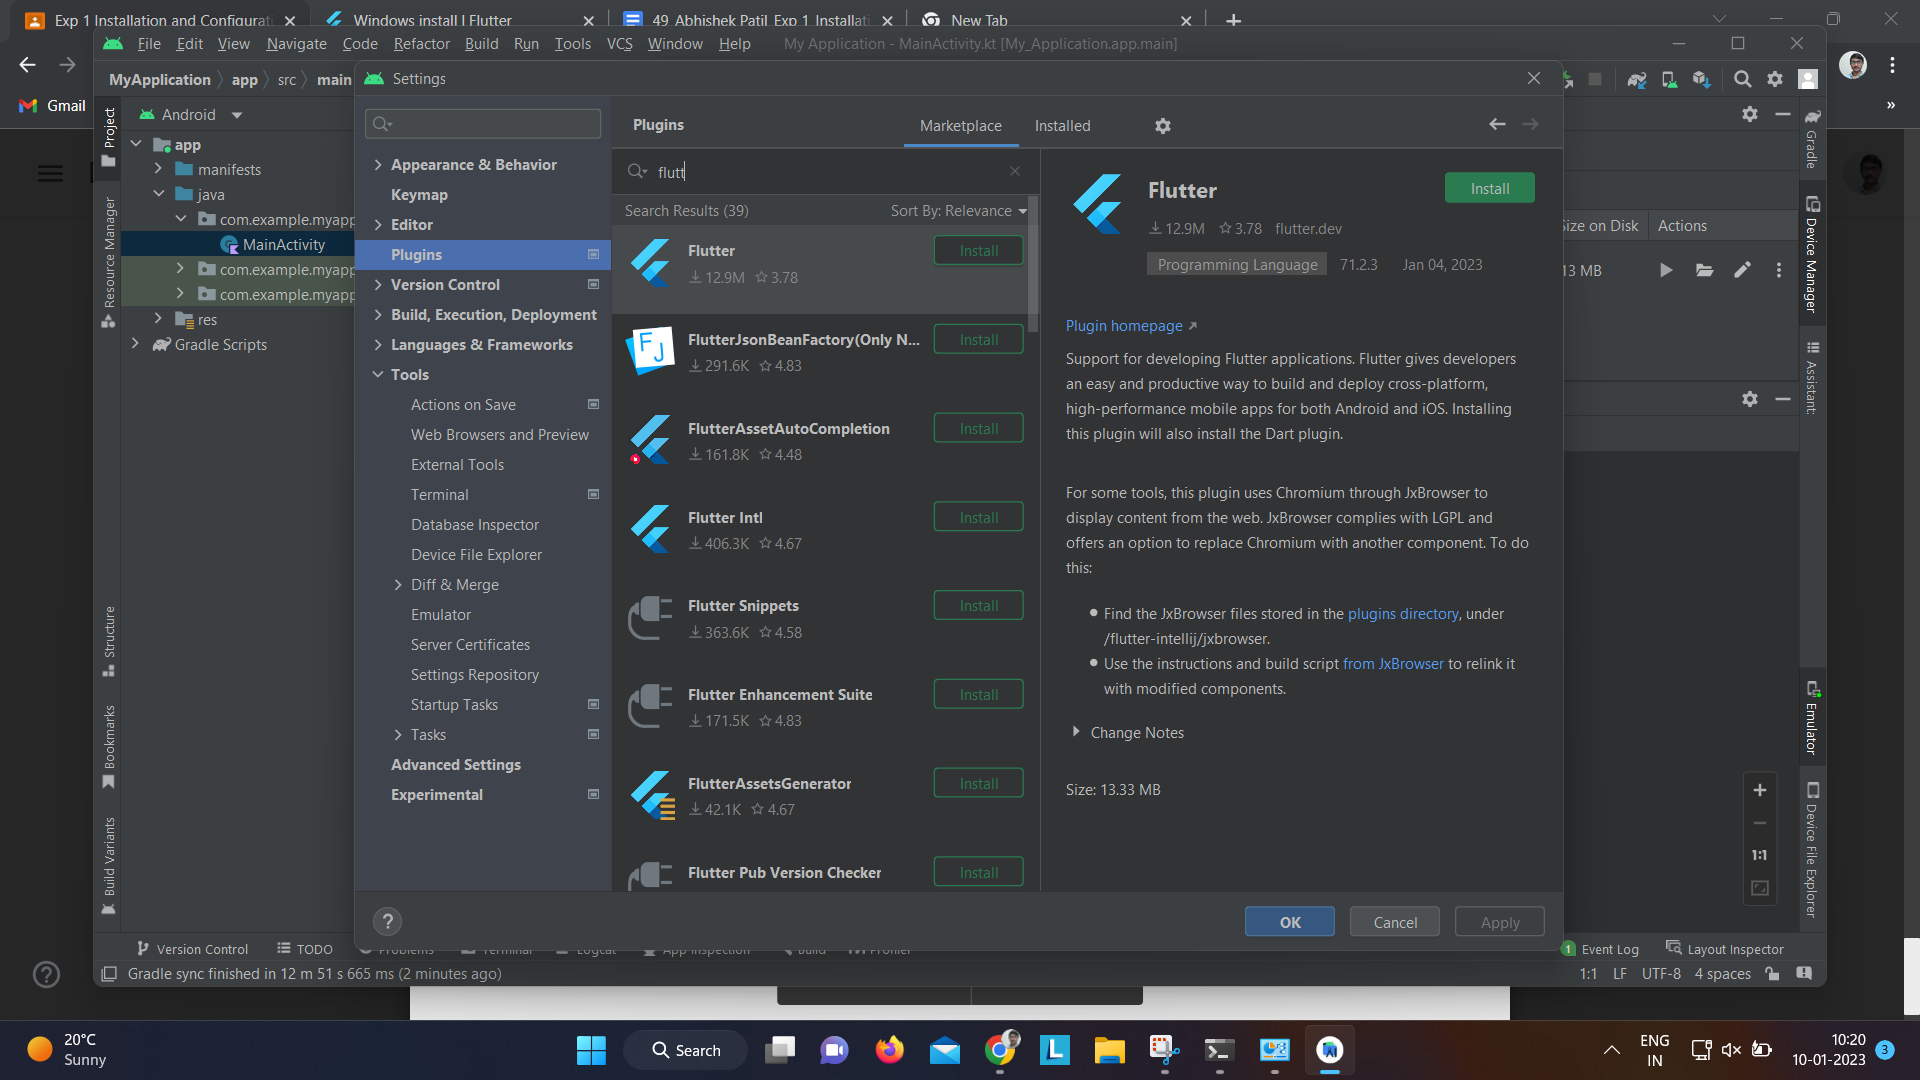 Exp 1 Installation and Configurati
Windows install | Flutter
49_Abhishek Patil_Exp 1_Installati
New Tab
File Edit View Navigate Code Refactor Build Run Tools VCS Window Help
My Application - MainActivity.kt [My_Application.app.main]
MyApplication app src main
Gmail
»
Project
Resource Manager
Structure
Bookmarks
Build Variants
Android
app
manifests
java
com.example.myapp
MainActivity
com.example.myapp
com.example.myapp
res
Gradle Scripts
Settings
Appearance & Behavior
Keymap
Editor
Plugins
Version Control
Build, Execution, Deployment
Languages & Frameworks
Tools
Actions on Save
Web Browsers and Preview
External Tools
Terminal
Database Inspector
Device File Explorer
Diff & Merge
Emulator
Server Certificates
Settings Repository
Startup Tasks
Tasks
Advanced Settings
Experimental
Plugins
Marketplace
Installed
flutt
Search Results (39)
Sort By: Relevance
Flutter
12.9M 3.78
Install
FlutterJsonBeanFactory(Only N...
291.6K 4.83
Install
FlutterAssetAutoCompletion
161.8K 4.48
Install
Flutter Intl
406.3K 4.67
Install
Flutter Snippets
363.6K 4.58
Install
Flutter Enhancement Suite
171.5K 4.83
Install
FlutterAssetsGenerator
42.1K 4.67
Install
Flutter Pub Version Checker
Install
Flutter
Install
12.9M 3.78 flutter.dev
Programming Language 71.2.3 Jan 04, 2023
Plugin homepage
Support for developing Flutter applications. Flutter gives developers
an easy and productive way to build and deploy cross-platform,
high-performance mobile apps for both Android and iOS. Installing
this plugin will also install the Dart plugin.
For some tools, this plugin uses Chromium through JxBrowser to
display content from the web. JxBrowser complies with LGPL and
offers an option to replace Chromium with another component. To do
this:
Find the JxBrowser files stored in the plugins directory, under
/flutter-intellij/jxbrowser.
Use the instructions and build script from JxBrowser to relink it
with modified components.
Change Notes
Size: 13.33 MB
?
OK
Cancel
Apply
Size on Disk
Actions
13 MB
Gradle
Device Manager
Assistant:
Emulator
Device File Explorer
1:1
Version Control
TODO
Problems
Terminal
Logcat
App Inspection
Build
Profiler
1 Event Log
Layout Inspector
Gradle sync finished in 12 m 51 s 665 ms (2 minutes ago)
1:1 LF UTF-8 4 spaces
20°C
Sunny
Search
L
ENG
IN
10:20
10-01-2023
3